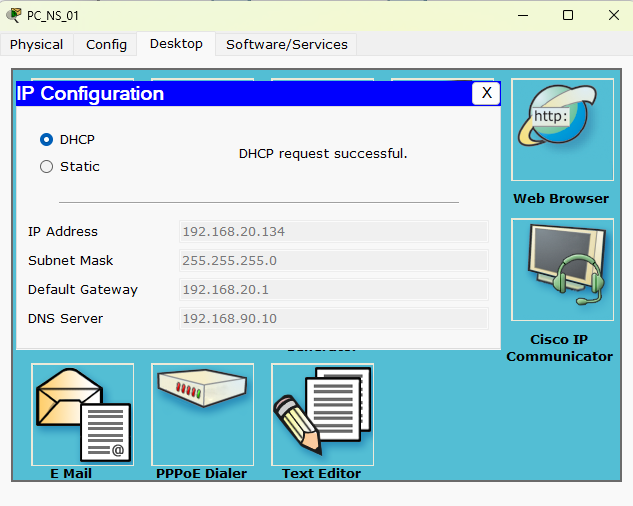 PC_NS_01
Physical Config Desktop Software/Services
IP Configuration X
DHCP
Static
DHCP request successful.
IP Address 192.168.20.134
Subnet Mask 255.255.255.0
Default Gateway 192.168.20.1
DNS Server 192.168.90.10
http:
Web Browser
Cisco IP
Communicator
@
E Mail PPPoE Dialer Text Editor